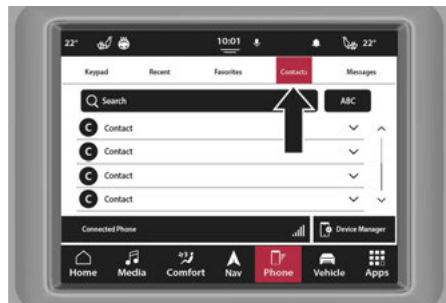 22° 10:01 22°
Keypad Recent Favorites Contacts Messages
Search ABC
C Contact
C Contact
C Contact
C Contact
Connected Phone Device Manager
Home Media Comfort Nav Phone Vehicle Apps